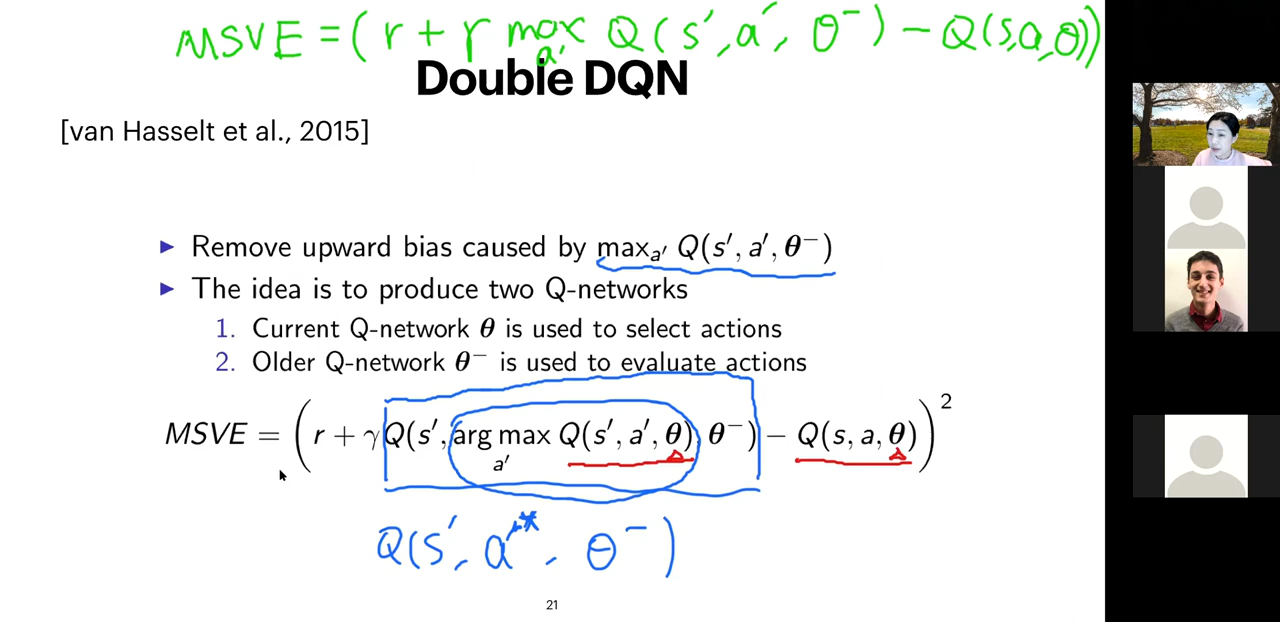 MSVE = ( r + γ max Q ( s′, a′, θ⁻ ) − Q(s,a,θ))
a′
Double DQN
[van Hasselt et al., 2015]
▶ Remove upward bias caused by maxₐ′ Q(s′, a′, θ⁻)
▶ The idea is to produce two Q-networks
1. Current Q-network θ is used to select actions
2. Older Q-network θ⁻ is used to evaluate actions
MSVE = (r + γQ(s′, arg max Q(s′, a′, θ), θ⁻) − Q(s, a, θ))²
a′
Q(s′, a′*, θ⁻)
21